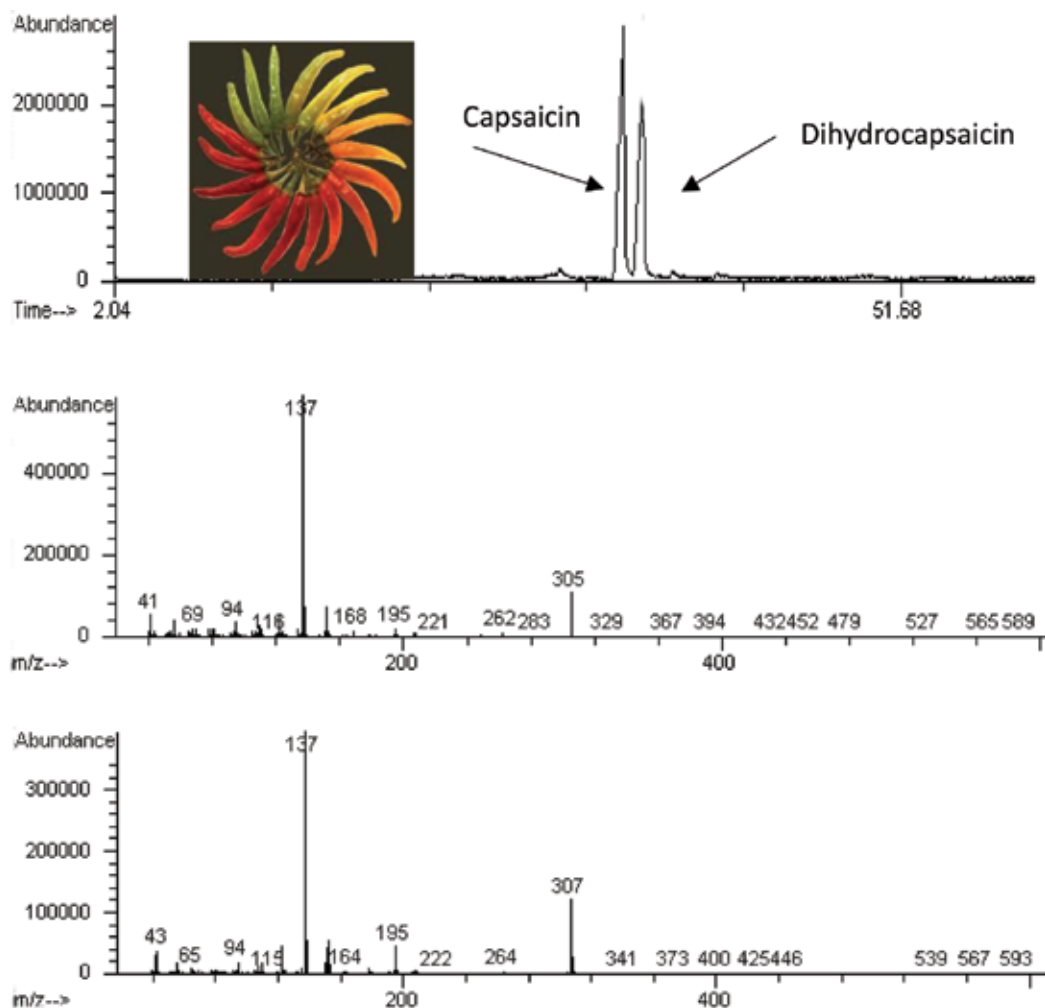 Abundance
2000000
1000000
0
Capsaicin
Dihydrocapsaicin
Time--> 2.04 51.68
Abundance
400000
200000
0
137
41 69 94 116 168 195 221 262 283 305 329 367 394 432 452 479 527 565 589
m/z--> 200 400
Abundance
300000
200000
100000
0
137
43 65 94 115 164 195 222 264 307 341 373 400 425 446 539 567 593
m/z--> 200 400